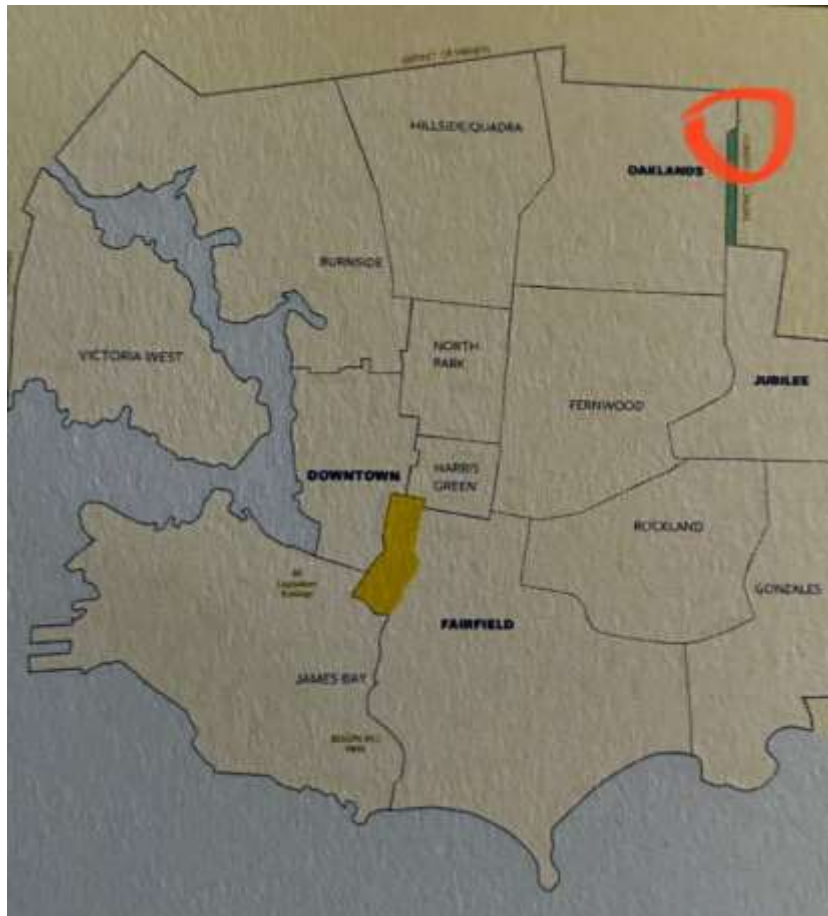 HILLSIDE/QUADRA
OAKLANDS
BURNSIDE
VICTORIA WEST
NORTH
PARK
JUBILEE
FERNWOOD
DOWNTOWN
HARRIS
GREEN
ROCKLAND
GONZALES
FAIRFIELD
JAMES BAY